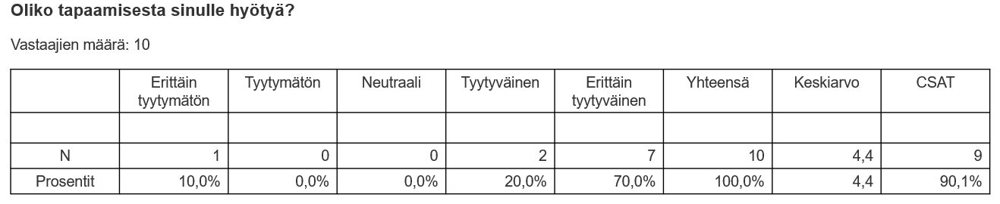 Oliko tapaamisesta sinulle hyötyä?
Vastaajien määrä: 10
Erittäin tyytymätön Tyytymätön Neutraali Tyytyväinen Erittäin tyytyväinen Yhteensä Keskiarvo CSAT
N 1 0 0 2 7 10 4,4 9
Prosentit 10,0% 0,0% 0,0% 20,0% 70,0% 100,0% 4,4 90,1%